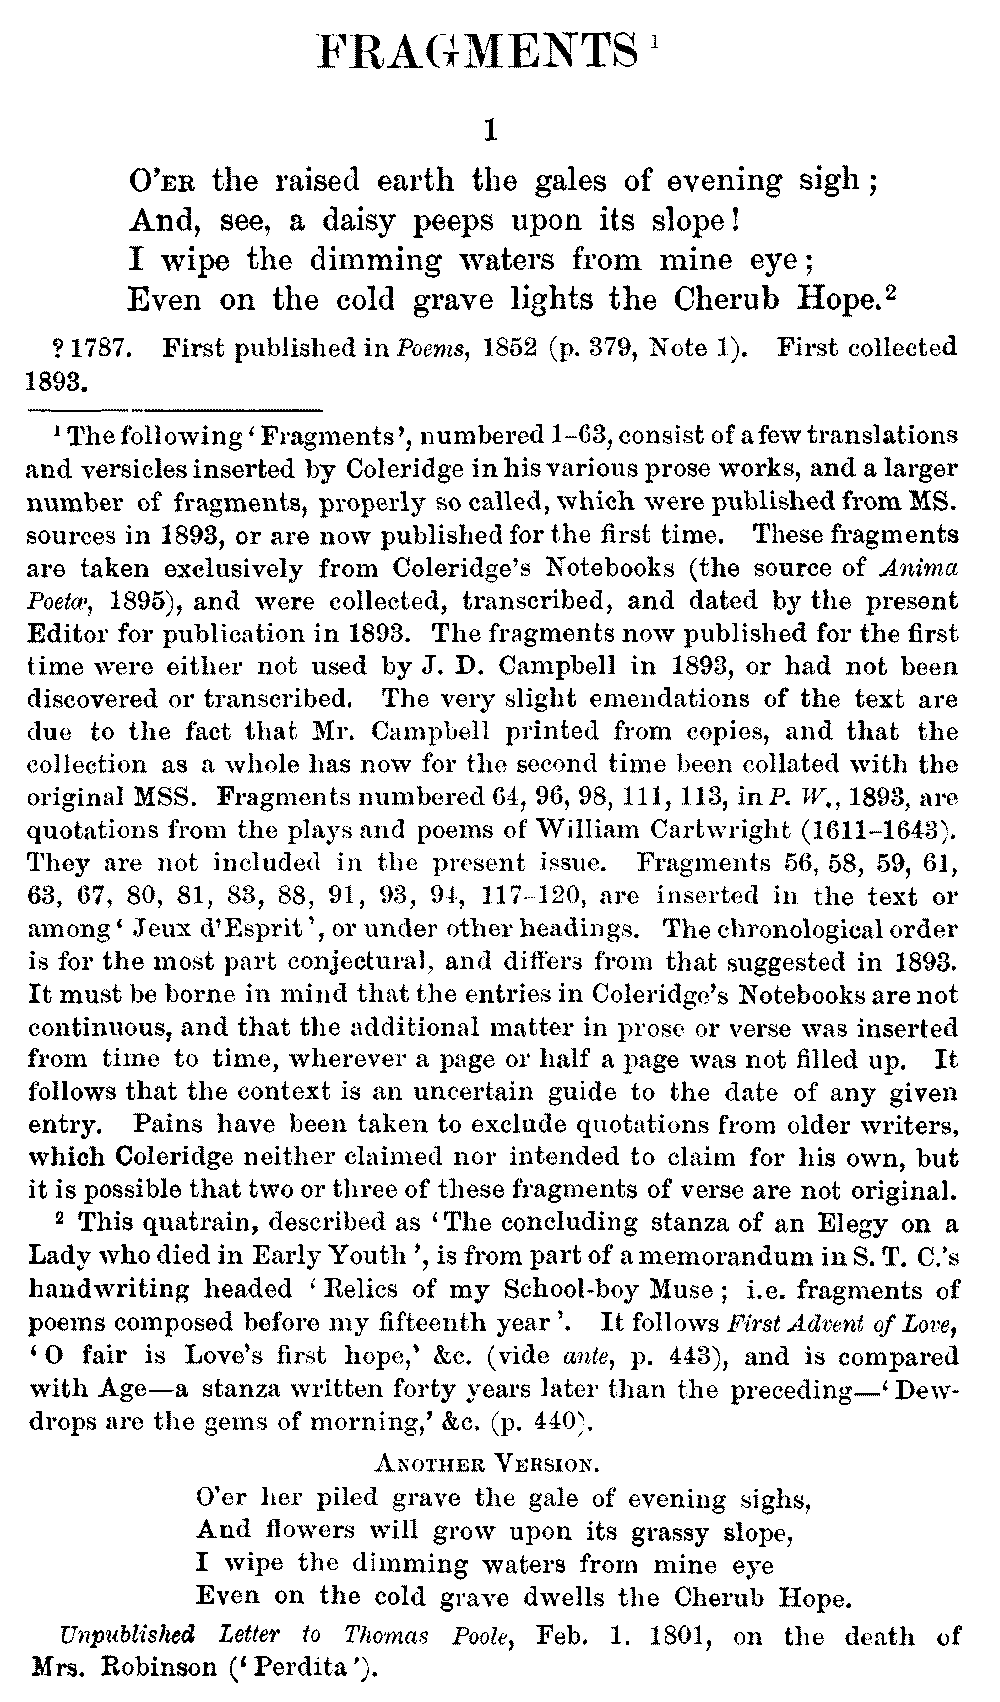 FRAGMENTS 1
1
O'ER the raised earth the gales of evening sigh;
And, see, a daisy peeps upon its slope!
I wipe the dimming waters from mine eye;
Even on the cold grave lights the Cherub Hope.2
? 1787. First published in Poems, 1852 (p. 379, Note 1). First collected
1893.
1 The following 'Fragments', numbered 1–63, consist of a few translations
and versicles inserted by Coleridge in his various prose works, and a larger
number of fragments, properly so called, which were published from MS.
sources in 1893, or are now published for the first time. These fragments
are taken exclusively from Coleridge's Notebooks (the source of Anima
Poetæ, 1895), and were collected, transcribed, and dated by the present
Editor for publication in 1893. The fragments now published for the first
time were either not used by J. D. Campbell in 1893, or had not been
discovered or transcribed. The very slight emendations of the text are
due to the fact that Mr. Campbell printed from copies, and that the
collection as a whole has now for the second time been collated with the
original MSS. Fragments numbered 64, 96, 98, 111, 113, in P. W., 1893, are
quotations from the plays and poems of William Cartwright (1611–1643).
They are not included in the present issue. Fragments 56, 58, 59, 61,
63, 67, 80, 81, 83, 88, 91, 93, 94, 117–120, are inserted in the text or
among 'Jeux d'Esprit', or under other headings. The chronological order
is for the most part conjectural, and differs from that suggested in 1893.
It must be borne in mind that the entries in Coleridge's Notebooks are not
continuous, and that the additional matter in prose or verse was inserted
from time to time, wherever a page or half a page was not filled up. It
follows that the context is an uncertain guide to the date of any given
entry. Pains have been taken to exclude quotations from older writers,
which Coleridge neither claimed nor intended to claim for his own, but
it is possible that two or three of these fragments of verse are not original.
2 This quatrain, described as 'The concluding stanza of an Elegy on a
Lady who died in Early Youth', is from part of a memorandum in S. T. C.'s
handwriting headed 'Relics of my School-boy Muse; i.e. fragments of
poems composed before my fifteenth year'. It follows First Advent of Love,
'O fair is Love's first hope,' &c. (vide ante, p. 443), and is compared
with Age—a stanza written forty years later than the preceding—'Dew-
drops are the gems of morning,' &c. (p. 440).
ANOTHER VERSION.
O'er her piled grave the gale of evening sighs,
And flowers will grow upon its grassy slope,
I wipe the dimming waters from mine eye
Even on the cold grave dwells the Cherub Hope.
Unpublished Letter to Thomas Poole, Feb. 1. 1801, on the death of
Mrs. Robinson ('Perdita').